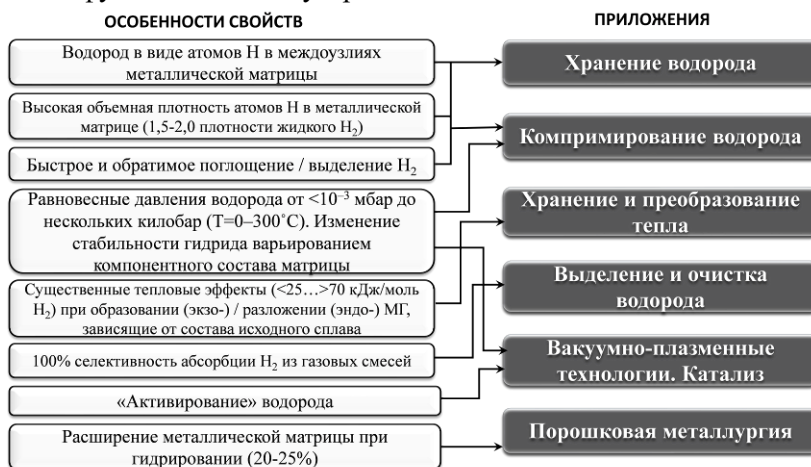 ОСОБЕННОСТИ СВОЙСТВ
ПРИЛОЖЕНИЯ
Водород в виде атомов Н в междоузлиях
металлической матрицы
Высокая объемная плотность атомов Н в металлической
матрице (1,5-2,0 плотности жидкого H₂)
Быстрое и обратимое поглощение / выделение H₂
Равновесные давления водорода от <10⁻³ мбар до
нескольких килобар (Т=0–300˚С). Изменение
стабильности гидрида варьированием
компонентного состава матрицы
Существенные тепловые эффекты (<25…>70 кДж/моль
H₂) при образовании (экзо-) / разложении (эндо-) МГ,
зависящие от состава исходного сплава
100% селективность абсорбции H₂ из газовых смесей
«Активирование» водорода
Расширение металлической матрицы при
гидрировании (20-25%)
Хранение водорода
Компримирование водорода
Хранение и преобразование
тепла
Выделение и очистка
водорода
Вакуумно-плазменные
технологии. Катализ
Порошковая металлургия